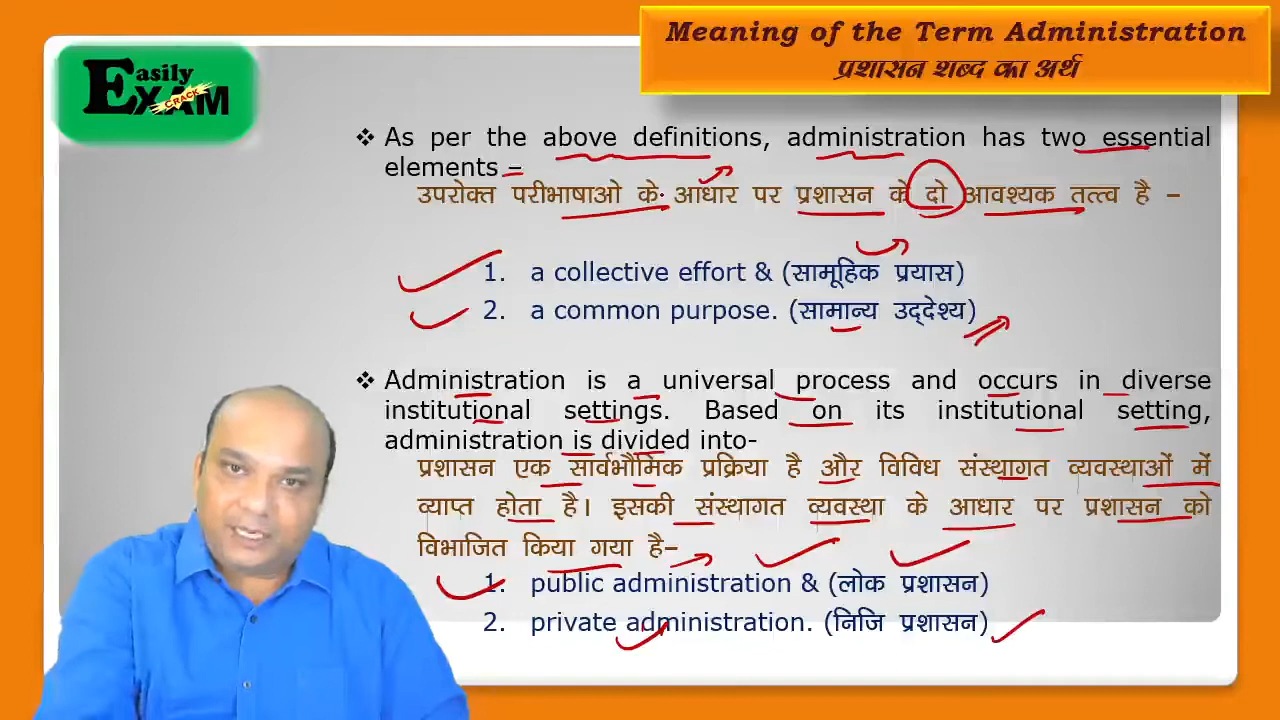 Easily
EXAM
CRACK
Meaning of the Term Administration
प्रशासन शब्द का अर्थ
❖ As per the above definitions, administration has two essential
elements –
उपरोक्त परीभाषाओ के आधार पर प्रशासन के दो आवश्यक तत्त्व है –
1. a collective effort & (सामूहिक प्रयास)
2. a common purpose. (सामान्य उद्देश्य)
❖ Administration is a universal process and occurs in diverse
institutional settings. Based on its institutional setting,
administration is divided into-
प्रशासन एक सार्वभौमिक प्रक्रिया है और विविध संस्थागत व्यवस्थाओं में
व्याप्त होता है। इसकी संस्थागत व्यवस्था के आधार पर प्रशासन को
विभाजित किया गया है–
1. public administration & (लोक प्रशासन)
2. private administration. (निजि प्रशासन)